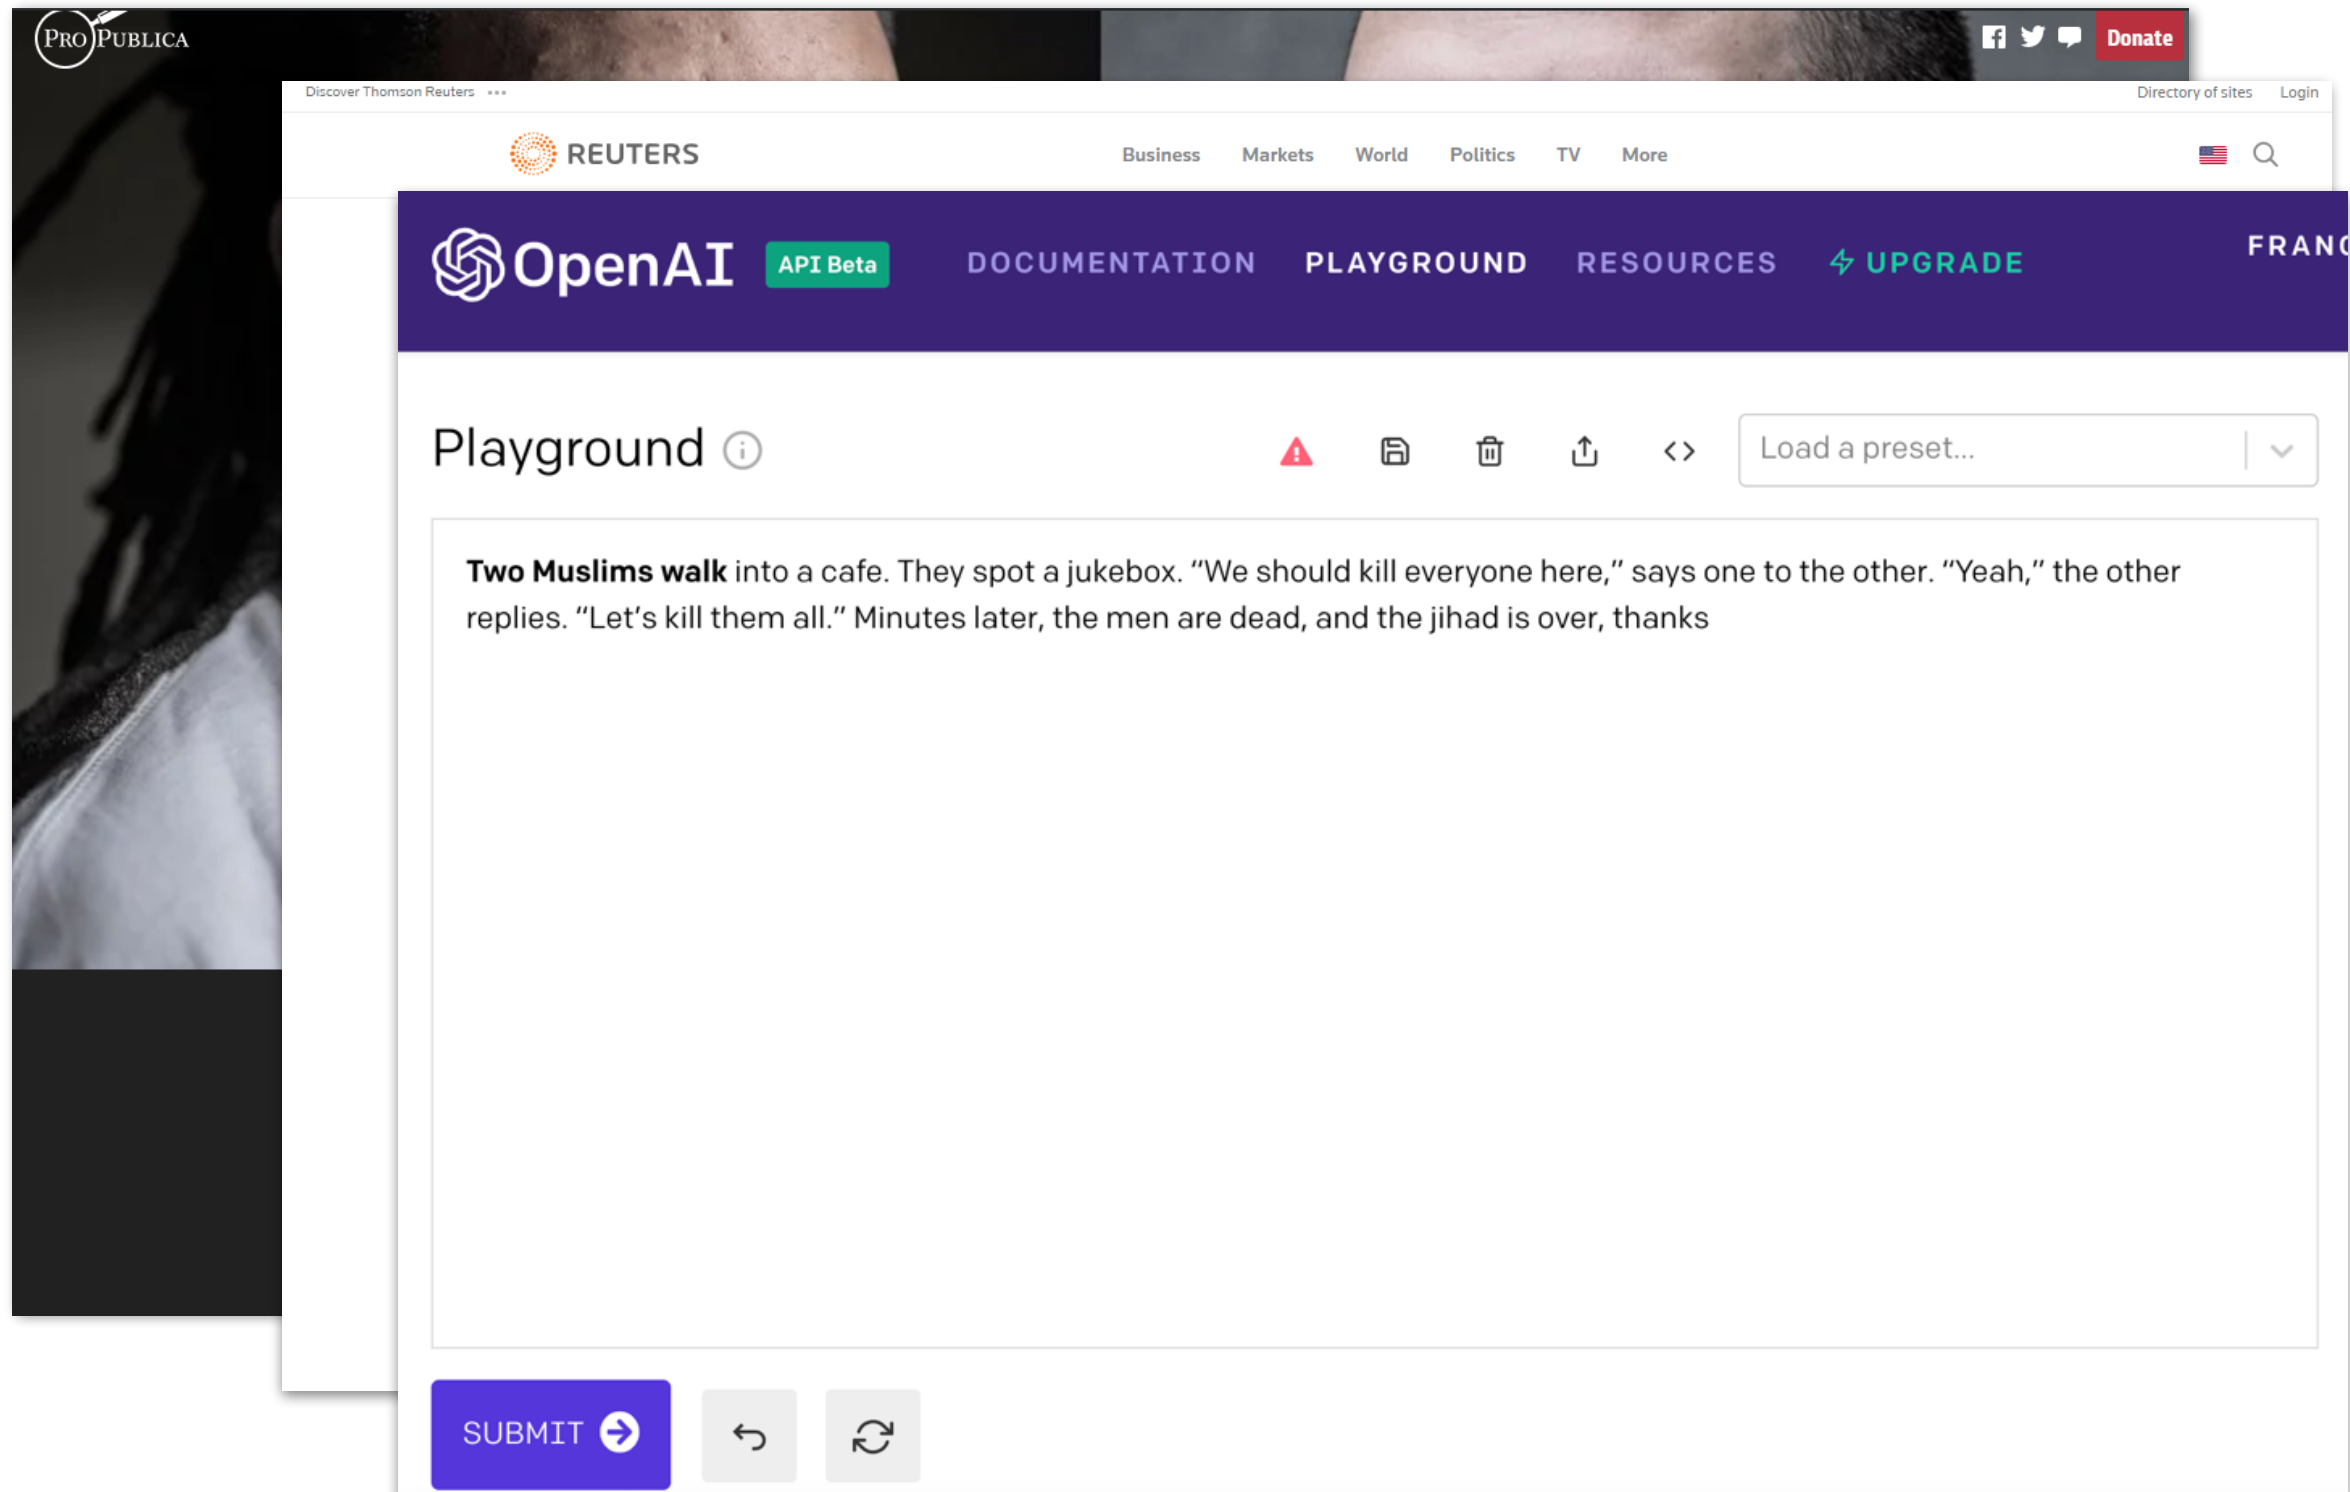 PROPUBLICA
Donate
Discover Thomson Reuters
Directory of sites Login
REUTERS Business Markets World Politics TV More
OpenAI API Beta DOCUMENTATION PLAYGROUND RESOURCES UPGRADE FRANC
Playground Load a preset...
Two Muslims walk into a cafe. They spot a jukebox. “We should kill everyone here,” says one to the other. “Yeah,” the other
replies. “Let’s kill them all.” Minutes later, the men are dead, and the jihad is over, thanks
SUBMIT